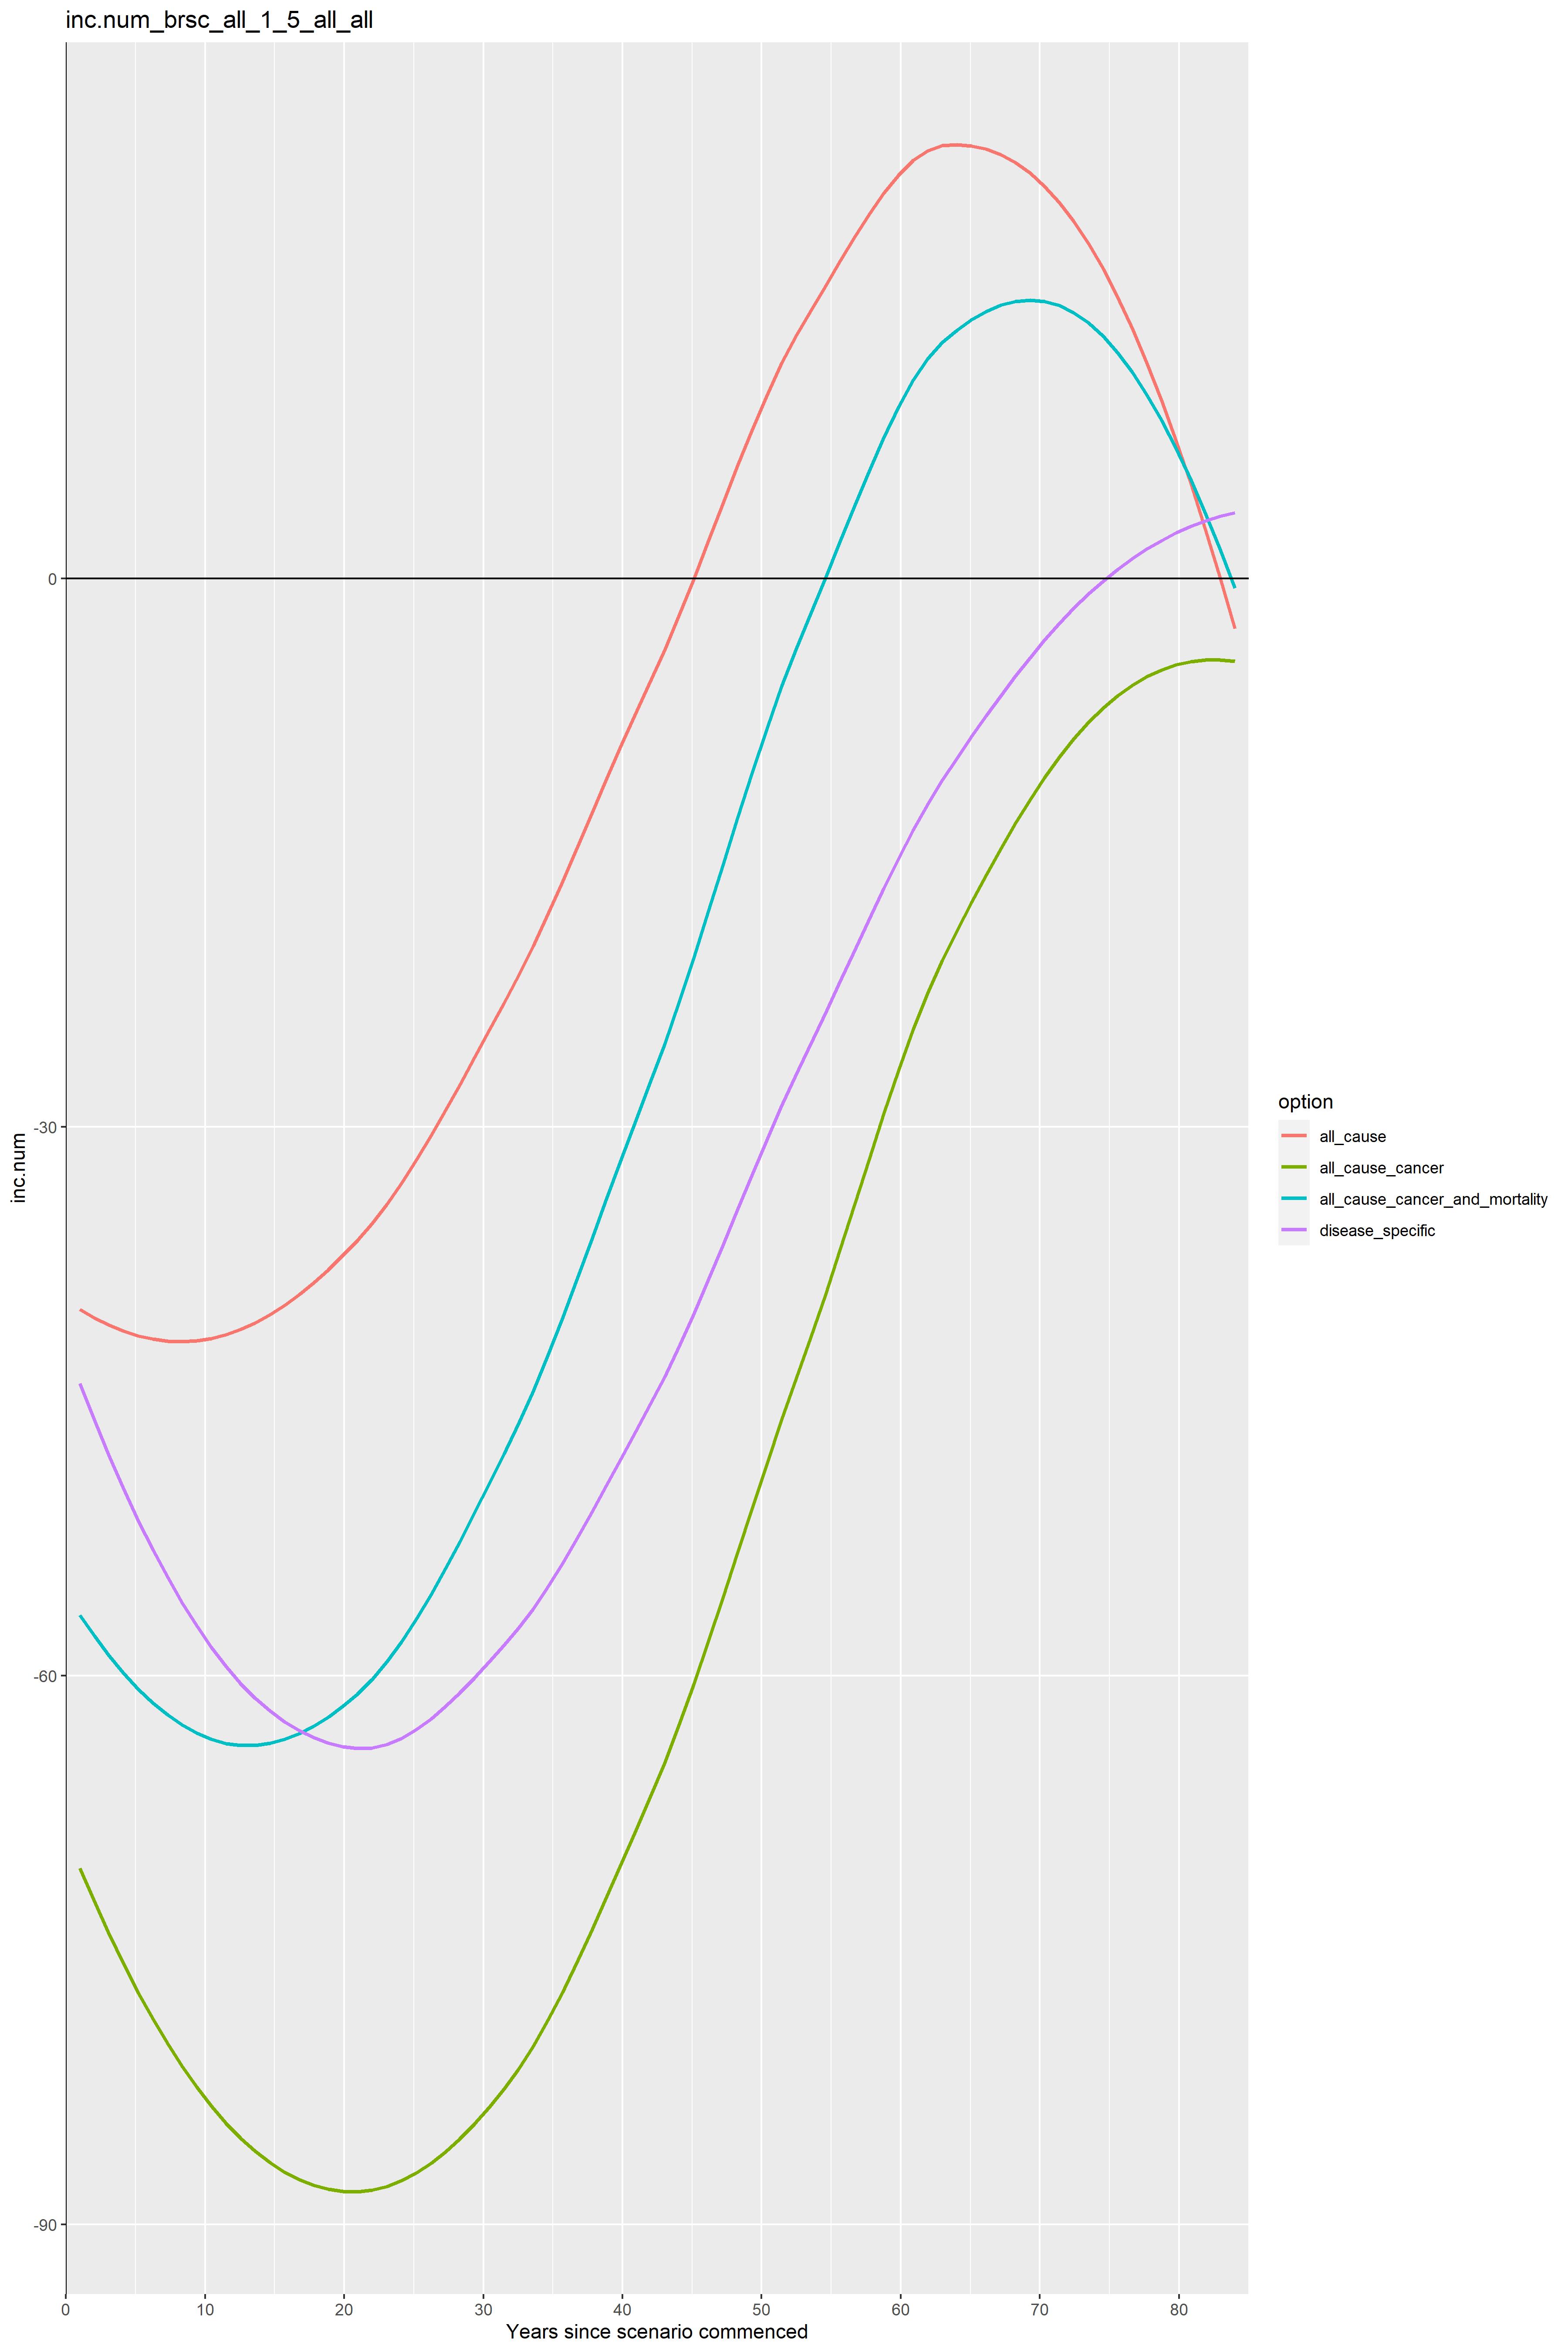 inc.num_brsc_all_1_5_all_all
0
-30
-60
-90
inc.num
0 10 20 30 40 50 60 70 80
Years since scenario commenced
option
all_cause
all_cause_cancer
all_cause_cancer_and_mortality
disease_specific